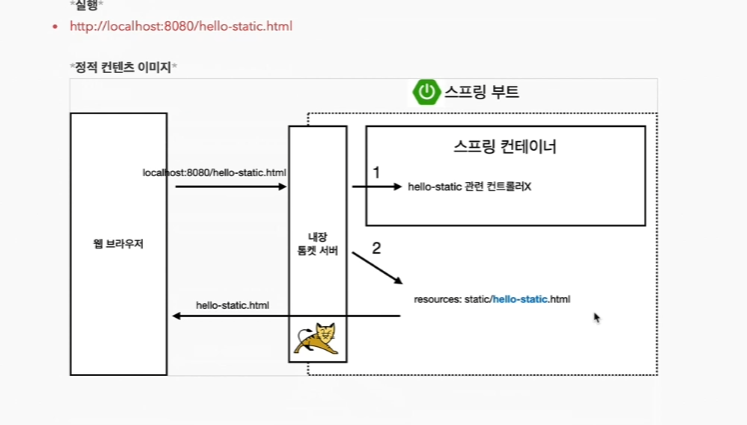 *실행*
• http://localhost:8080/hello-static.html
*정적 컨텐츠 이미지*
스프링 부트
스프링 컨테이너
localhost:8080/hello-static.html
1
hello-static 관련 컨트롤러X
웹 브라우저
내장
톰켓 서버
2
resources: static/hello-static.html
hello-static.html